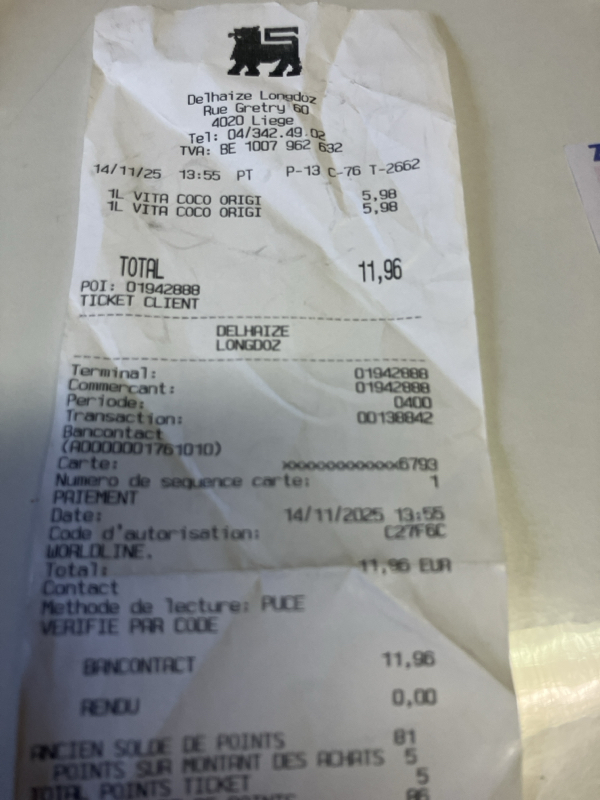 Delhaize Longdoz
Rue Gretry 60
4020 Liege
Tel: 04/342.49.02
TVA: BE 1007 962 632
14/11/25 13:55 PT P-13 C-76 T-2662
1L VITA COCO ORIGI 5,98
1L VITA COCO ORIGI 5,98
TOTAL 11,96
POI: 01942888
TICKET CLIENT
DELHAIZE
LONGDOZ
Terminal: 01942888
Commercant: 01942888
Periode: 0400
Transaction: 00138842
Bancontact
(A0000001761010)
Carte: xxxxxxxxxxxxx6793
Numero de sequence carte: 1
PAIEMENT
Date: 14/11/2025 13:55
Code d'autorisation: C27F6C
WORLDLINE.
Total: 11,96 EUR
Contact
Methode de lecture: PUCE
VERIFIE PAR CODE
BANCONTACT 11,96
RENDU 0,00
ANCIEN SOLDE DE POINTS 81
POINTS SUR MONTANT DES ACHATS 5
TOTAL POINTS TICKET 5
DE POINTS 86